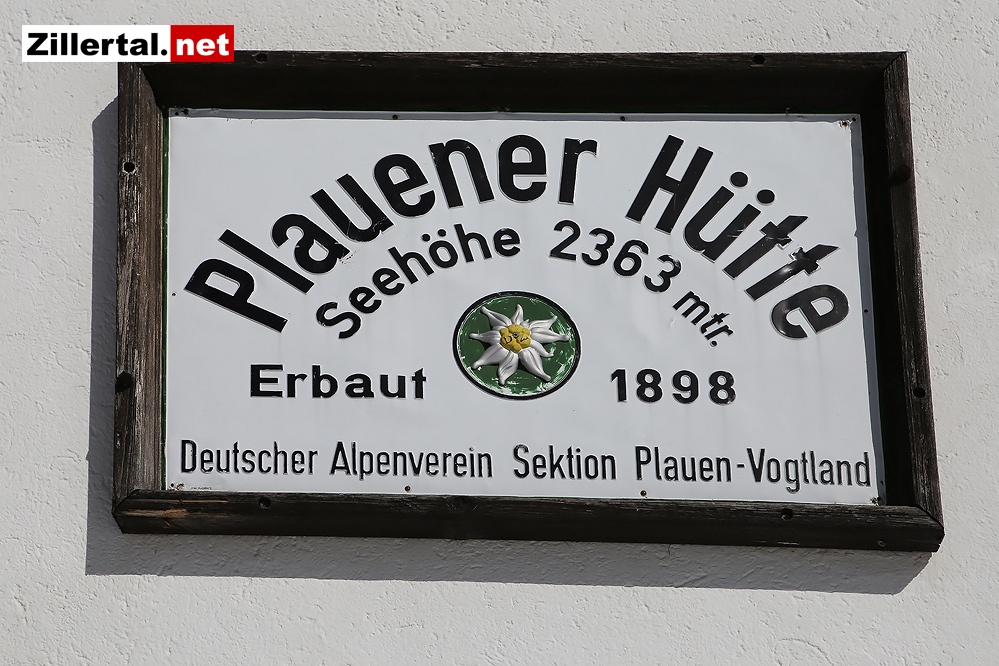 Zillertal.net
Plauener Hütte
Seehöhe 2363 mtr.
Erbaut 1898
Deutscher Alpenverein Sektion Plauen-Vogtland